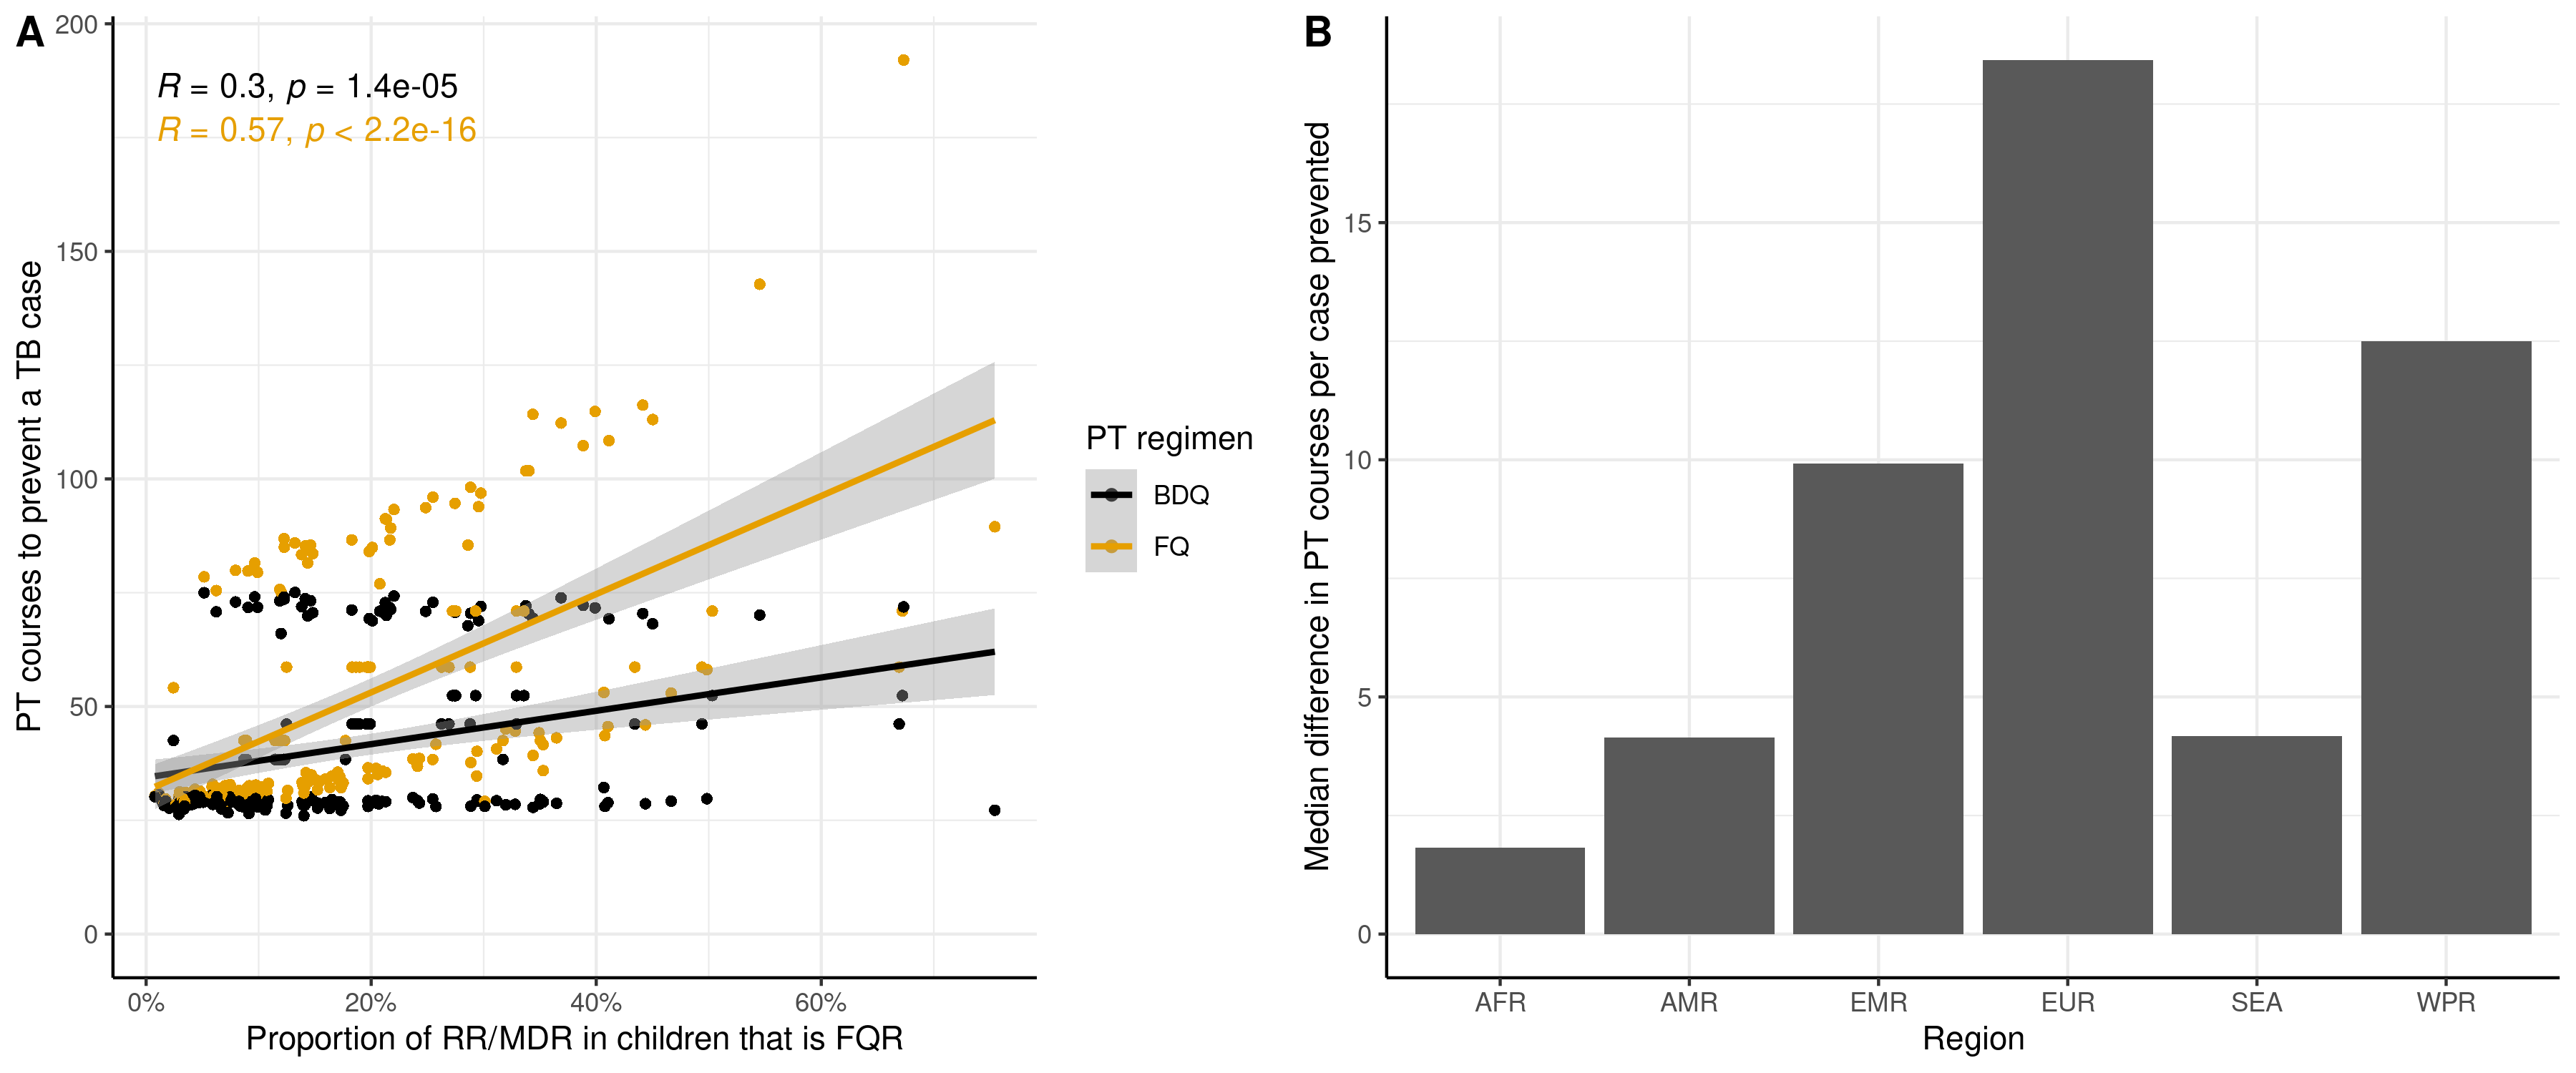 A
200
150
100
50
0
PT courses to prevent a TB case
R = 0.3, p = 1.4e-05
R = 0.57, p < 2.2e-16
0% 20% 40% 60%
Proportion of RR/MDR in children that is FQR
PT regimen
BDQ
FQ
B
15
10
5
0
Median difference in PT courses per case prevented
AFR AMR EMR EUR SEA WPR
Region